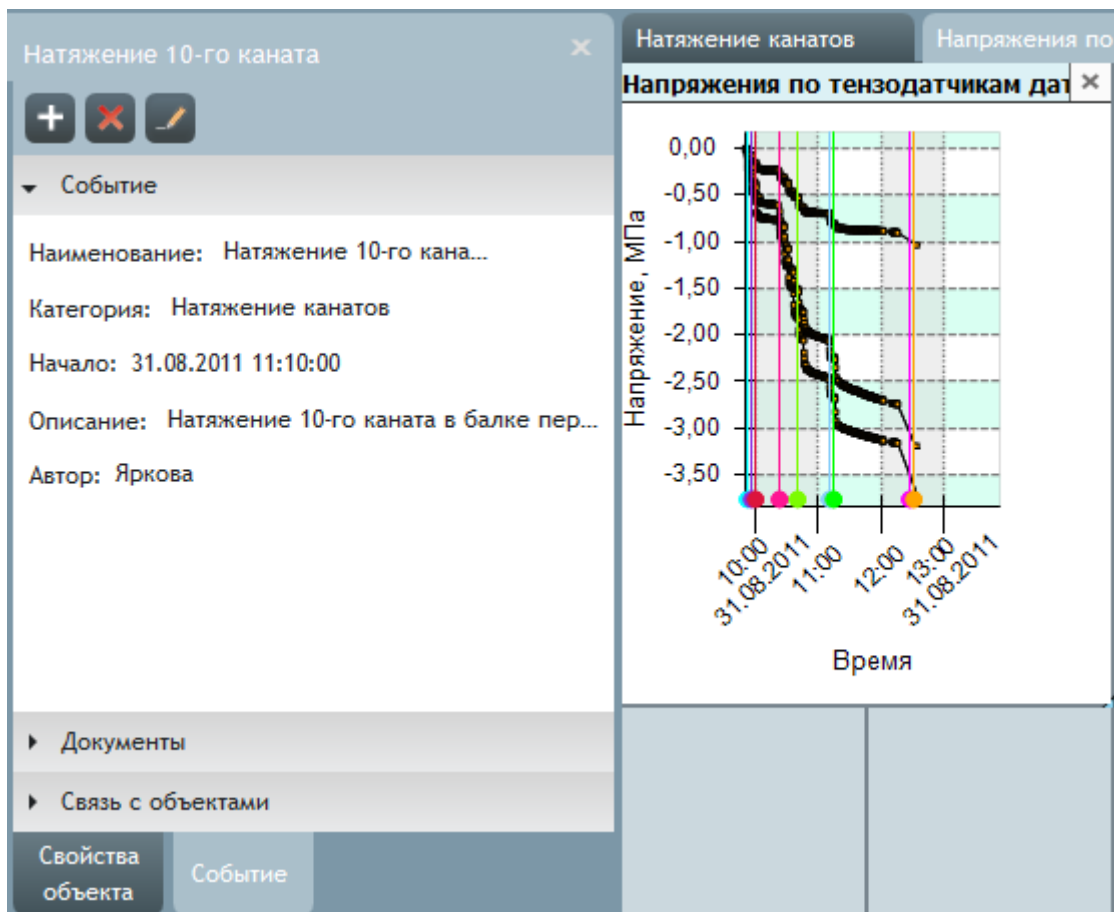 Натяжение 10-го каната
Событие
Наименование: Натяжение 10-го кана...
Категория: Натяжение канатов
Начало: 31.08.2011 11:10:00
Описание: Натяжение 10-го каната в балке пер...
Автор: Яркова
Документы
Связь с объектами
Свойства
объекта
Событие
Натяжение канатов
Напряжения по
Напряжения по тензодатчикам дат
Напряжение, МПа
0,00
-0,50
-1,00
-1,50
-2,00
-2,50
-3,00
-3,50
10:00
31.08.2011
11:00
12:00
13:00
31.08.2011
Время